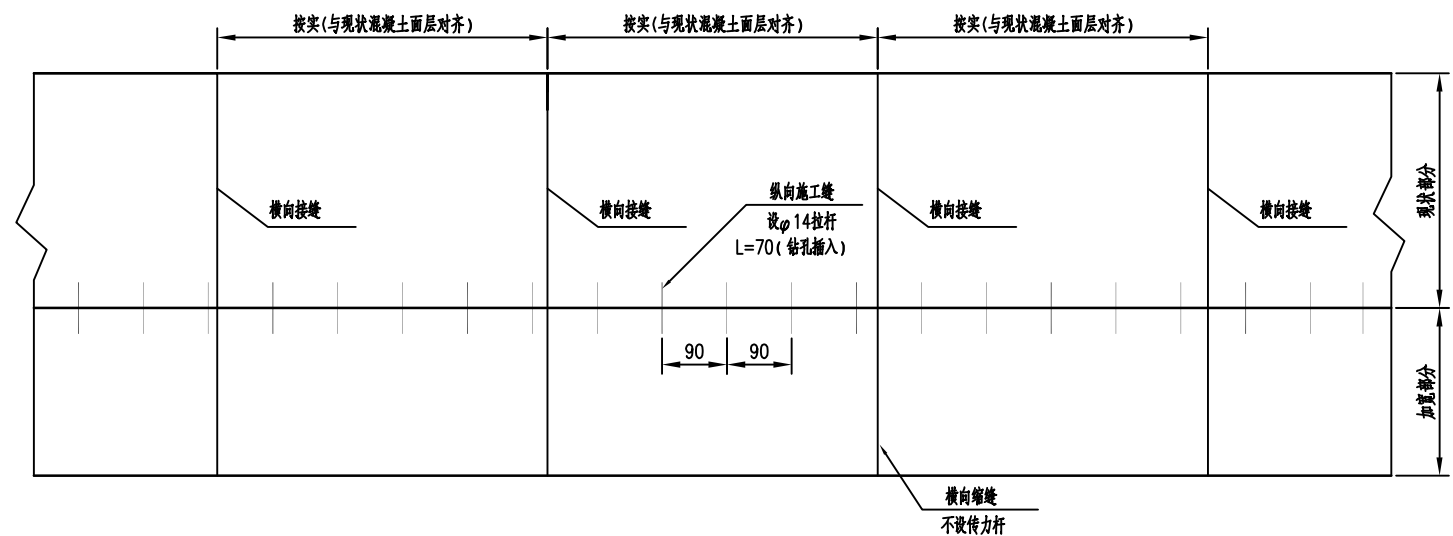 按实(与现状混凝土面层对齐)
按实(与现状混凝土面层对齐)
按实(与现状混凝土面层对齐)
横向接缝
横向接缝
纵向施工缝
设φ14拉杆
L=70(钻孔插入)
横向接缝
横向接缝
现状部分
90
90
加宽部分
横向缩缝
不设传力杆